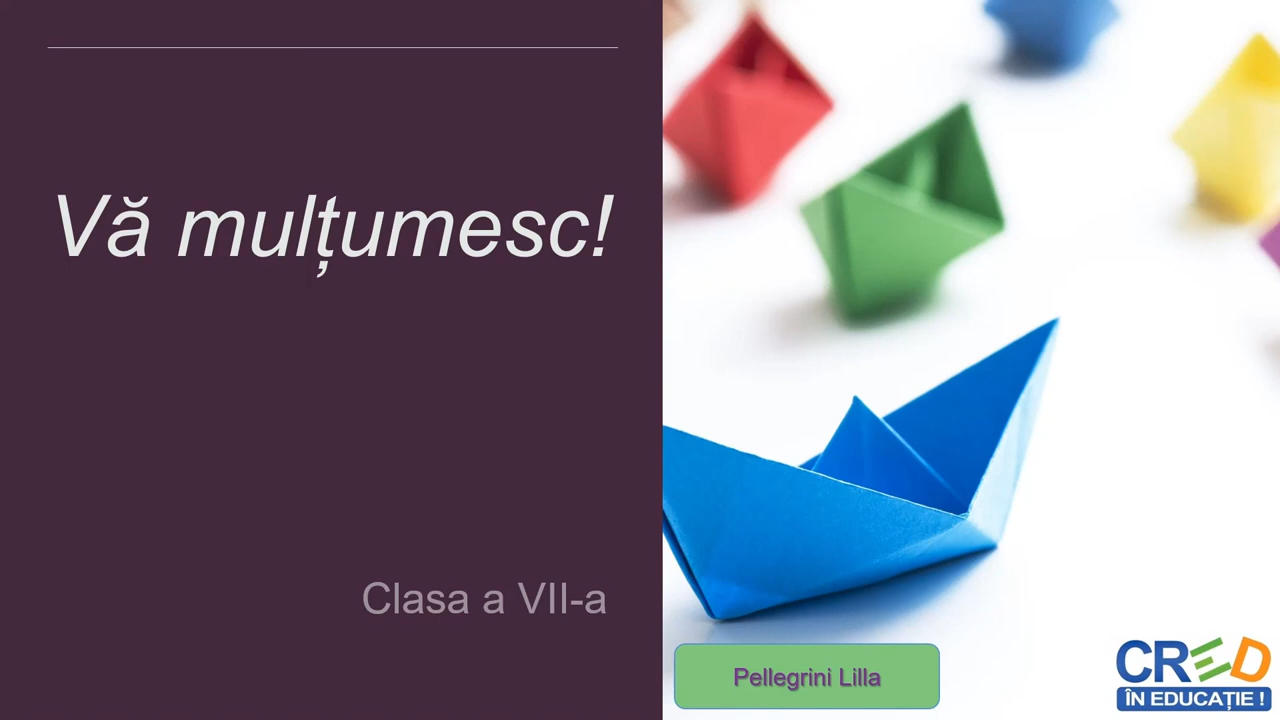 Vă mulțumesc!
Clasa a VII-a
Pellegrini Lilla
CRED
ÎN EDUCAȚIE !